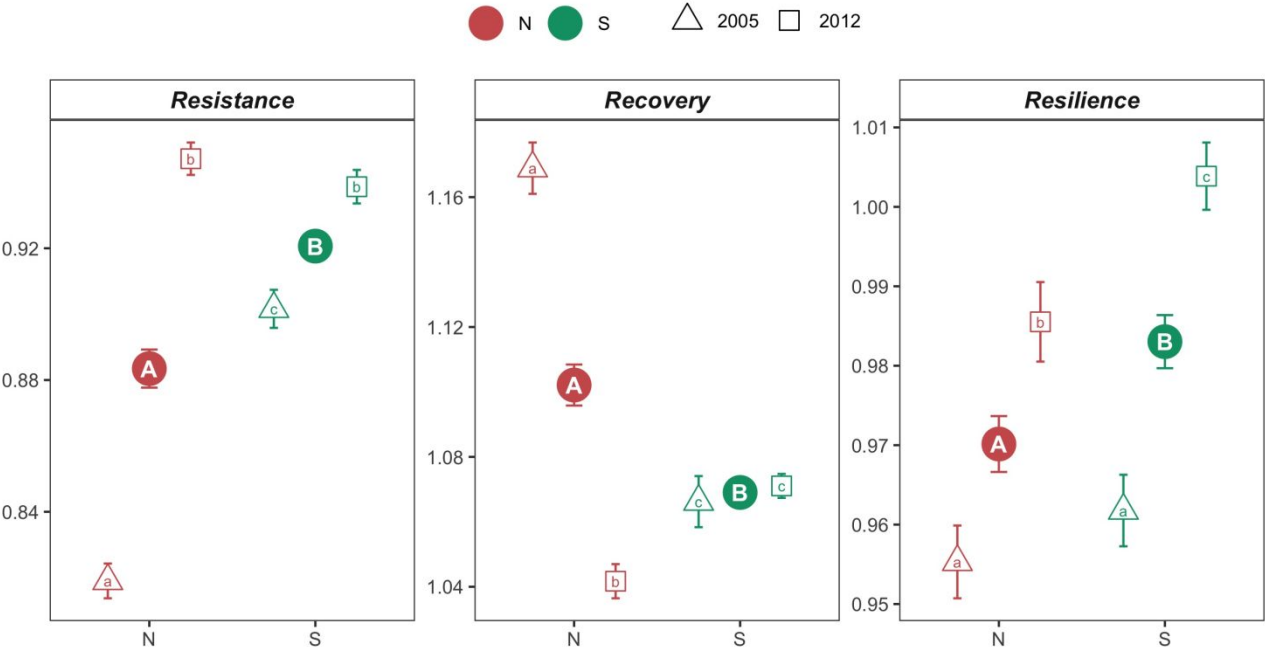 N S 2005 2012
Resistance Recovery Resilience
0.92
0.88
0.84
a
A
b
c
B
b
N S
1.16
1.12
1.08
1.04
a
A
b
c
B
c
N S
1.01
1.00
0.99
0.98
0.97
0.96
0.95
a
A
b
a
B
c
N S